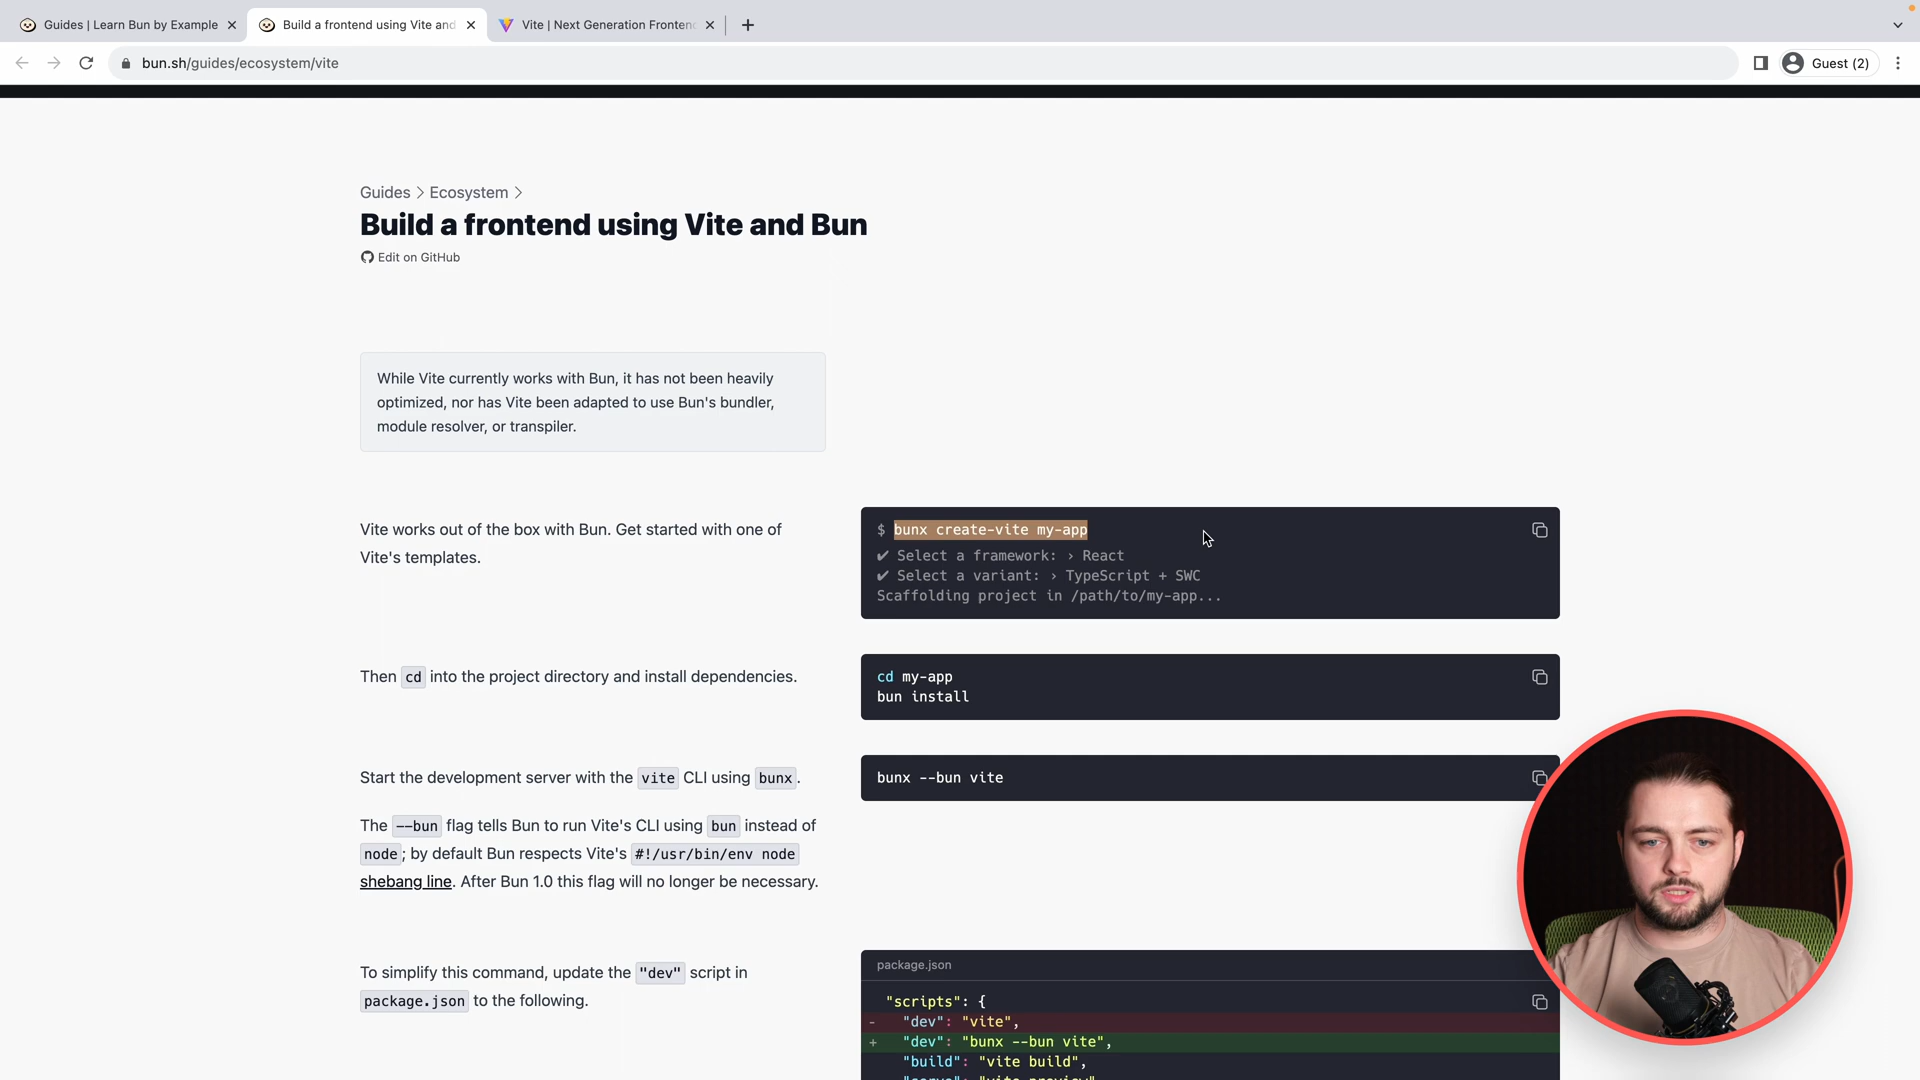 Guides | Learn Bun by Example
Build a frontend using Vite and
Vite | Next Generation Fronten
bun.sh/guides/ecosystem/vite
Guest (2)
Guides > Ecosystem >
Build a frontend using Vite and Bun
Edit on GitHub
While Vite currently works with Bun, it has not been heavily
optimized, nor has Vite been adapted to use Bun's bundler,
module resolver, or transpiler.
Vite works out of the box with Bun. Get started with one of
Vite's templates.
$ bunx create-vite my-app
✔ Select a framework: › React
✔ Select a variant: › TypeScript + SWC
Scaffolding project in /path/to/my-app...
Then cd into the project directory and install dependencies.
cd my-app
bun install
Start the development server with the vite CLI using bunx.
bunx --bun vite
The --bun flag tells Bun to run Vite's CLI using bun instead of
node; by default Bun respects Vite's #!/usr/bin/env node
shebang line. After Bun 1.0 this flag will no longer be necessary.
To simplify this command, update the "dev" script in
package.json to the following.
package.json
"scripts": {
- "dev": "vite",
+ "dev": "bunx --bun vite",
"build": "vite build",
"serve": "vite preview"